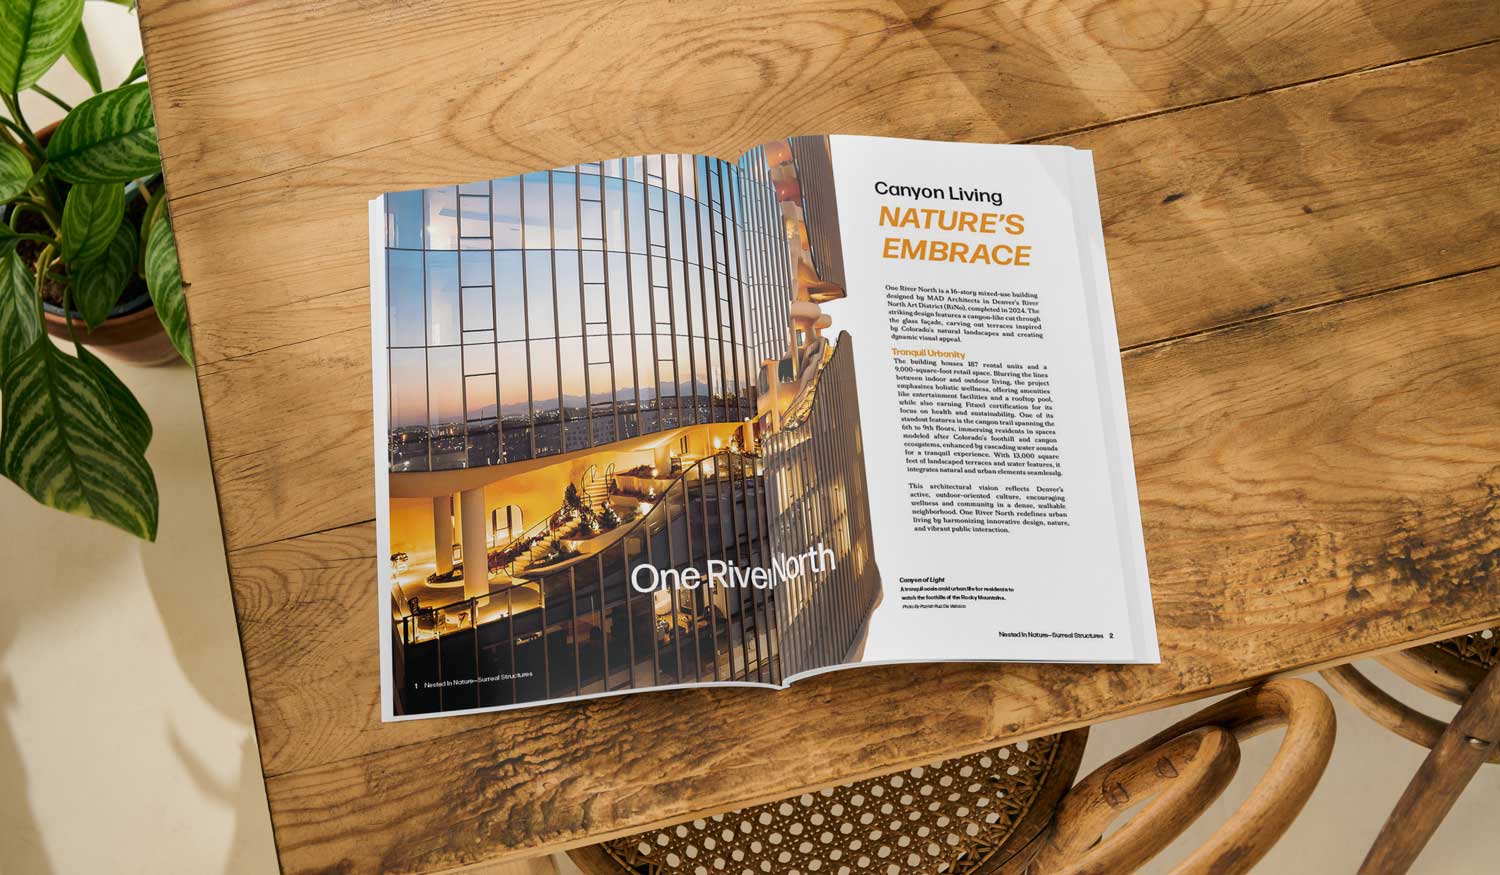 One River North
1 Nested In Nature—Surreal Structures
Canyon Living
NATURE'S
EMBRACE
One River North is a 16-story mixed-use building
designed by MAD Architects in Denver's River
North Art District (RiNo), completed in 2024. The
striking design features a canyon-like cut through
the glass façade, carving out terraces inspired
by Colorado's natural landscapes and creating
dynamic visual appeal.
Tranquil Urbanity
The building houses 187 rental units and a
9,000-square-foot retail space. Blurring the lines
between indoor and outdoor living, the project
emphasizes holistic wellness, offering amenities
like entertainment facilities and a rooftop pool,
while also earning Fitwel certification for its
focus on health and sustainability. One of its
standout features is the canyon trail spanning the
6th to 9th floors, immersing residents in spaces
modeled after Colorado's foothill and canyon
ecosystems, enhanced by cascading water sounds
for a tranquil experience. With 13,000 square
feet of landscaped terraces and water features, it
integrates natural and urban elements seamlessly.
This architectural vision reflects Denver's
active, outdoor-oriented culture, encouraging
wellness and community in a dense, walkable
neighborhood. One River North redefines urban
living by harmonizing innovative design, nature,
and vibrant public interaction.
Canyon of Light
A tranquil oasis amid urban life for residents to
watch the foothills of the Rocky Mountains.
Photo By Parrish Ruiz De Velasco
Nested In Nature—Surreal Structures 2